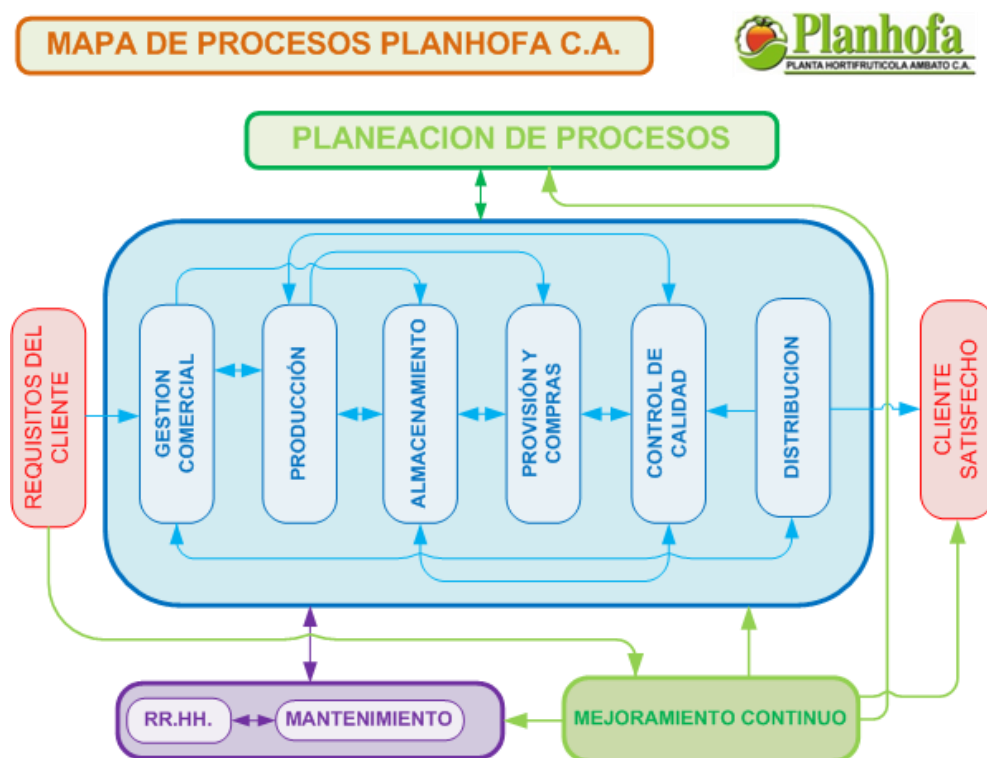 MAPA DE PROCESOS PLANHOFA C.A.
Planhofa
PLANTA HORTIFRUTICOLA AMBATO C.A.
PLANEACION DE PROCESOS
REQUISITOS DEL
CLIENTE
GESTION
COMERCIAL
PRODUCCIÓN
ALMACENAMIENTO
PROVISIÓN Y
COMPRAS
CONTROL DE
CALIDAD
DISTRIBUCION
CLIENTE
SATISFECHO
RR.HH.
MANTENIMIENTO
MEJORAMIENTO CONTINUO